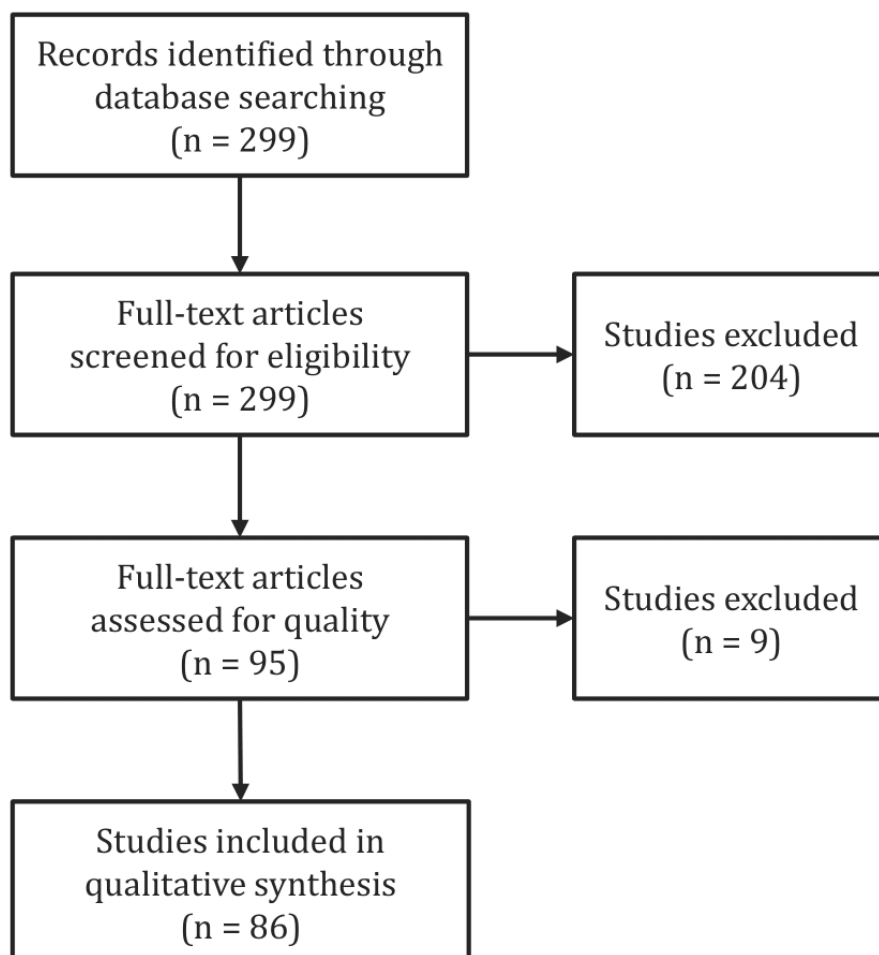 Records identified through
database searching
(n = 299)
Full-text articles
screened for eligibility
(n = 299)
Studies excluded
(n = 204)
Full-text articles
assessed for quality
(n = 95)
Studies excluded
(n = 9)
Studies included in
qualitative synthesis
(n = 86)